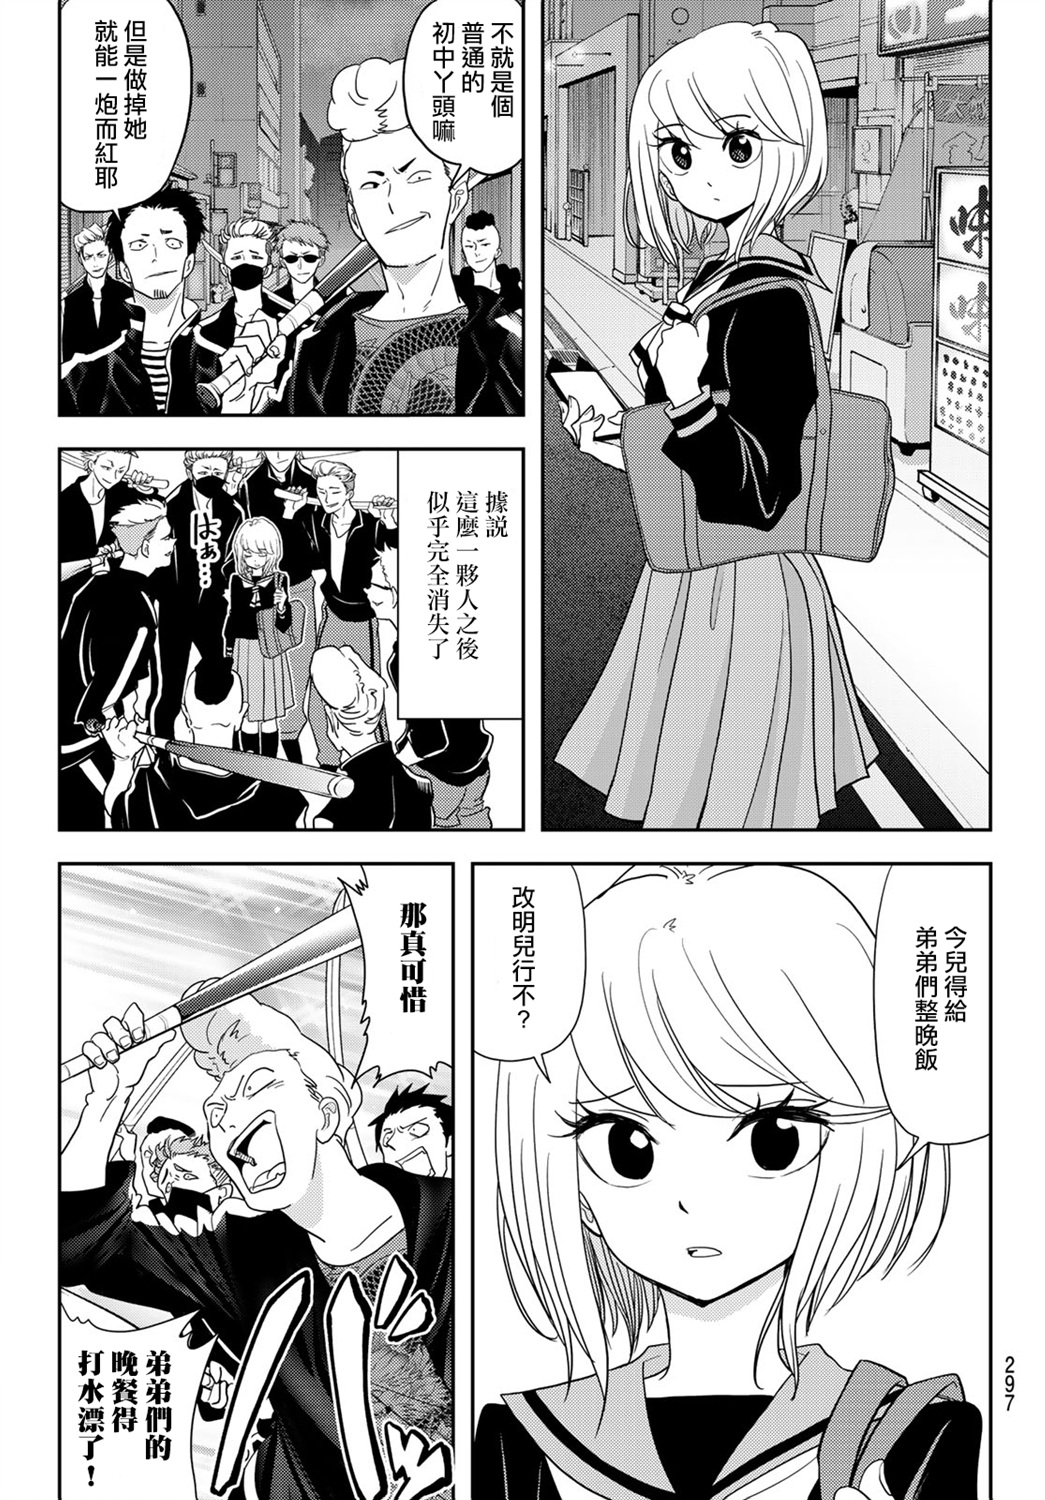 不就是個
普通的
初中丫頭嘛
但是做掉她
就能一炮而紅耶
據説
這麼一夥人之後
似乎完全消失了
はぁ…
今兒得給
弟弟們整晚飯
改明兒行不？
那真可惜
弟弟們的
晚餐得
打水漂了！
297